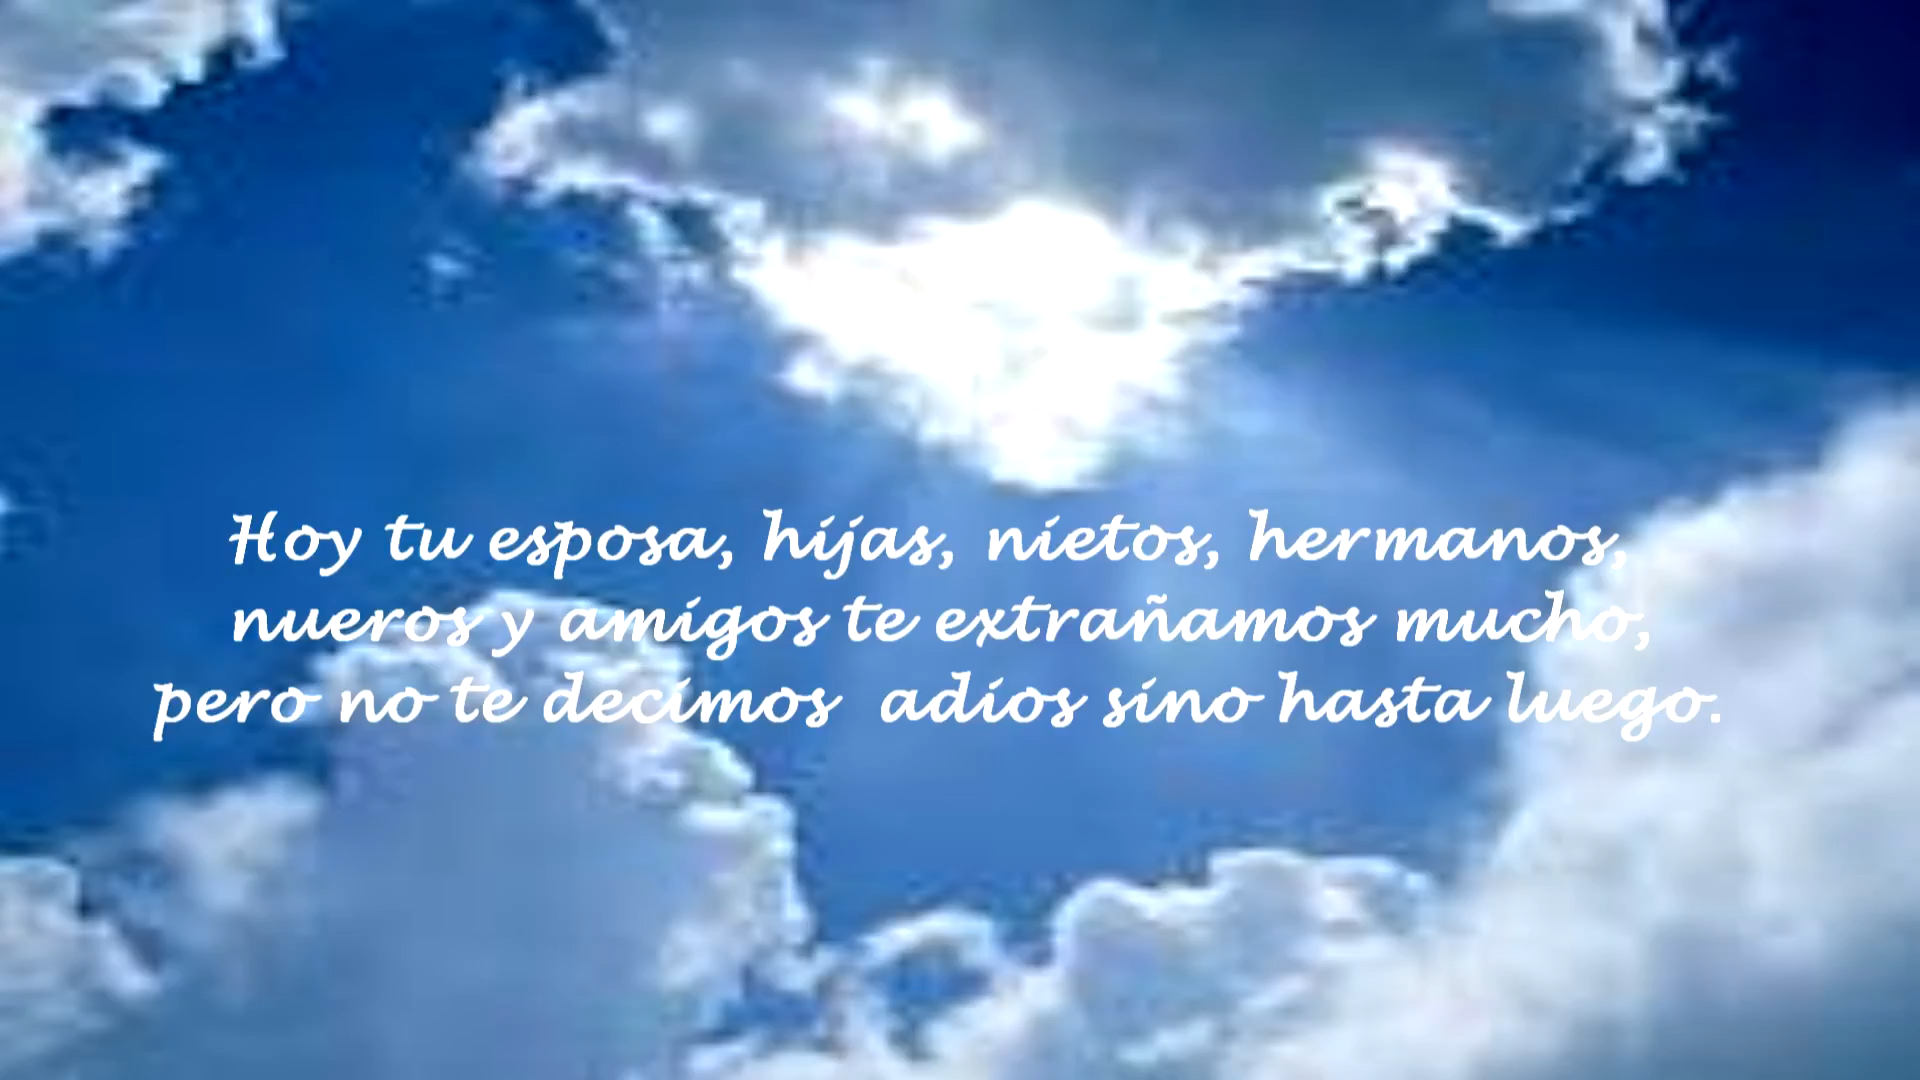 Hoy tu esposa, hijas, nietos, hermanos,
nueros y amigos te extrañamos mucho,
pero no te decimos  adios sino hasta luego.